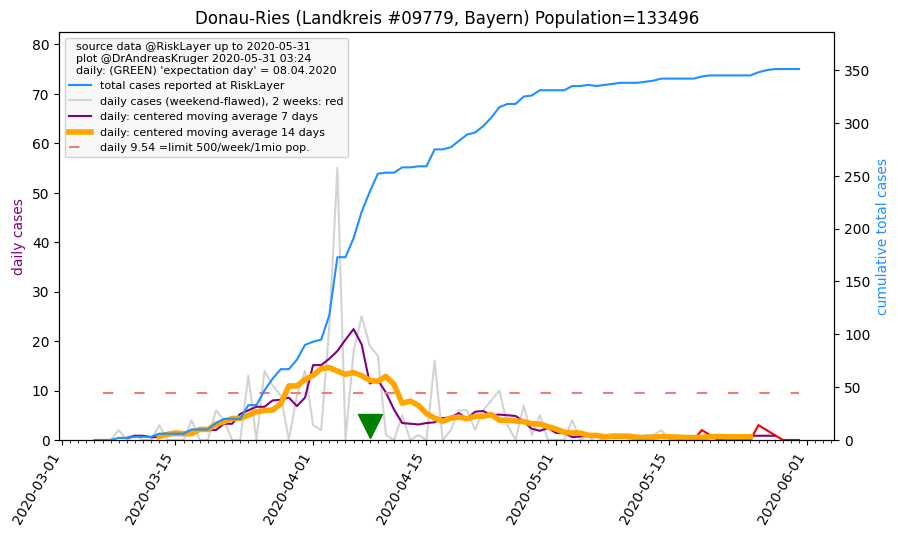 Donau-Ries (Landkreis #09779, Bayern) Population=133496
source data @RiskLayer up to 2020-05-31
plot @DrAndreasKruger 2020-05-31 03:24
daily: (GREEN) 'expectation day' = 08.04.2020
total cases reported at RiskLayer
daily cases (weekend-flawed), 2 weeks: red
daily: centered moving average 7 days
daily: centered moving average 14 days
daily 9.54 =limit 500/week/1mio pop.
daily cases
80
70
60
50
40
30
20
10
0
cumulative total cases
350
300
250
200
150
100
50
0
2020-03-01
2020-03-15
2020-04-01
2020-04-15
2020-05-01
2020-05-15
2020-06-01